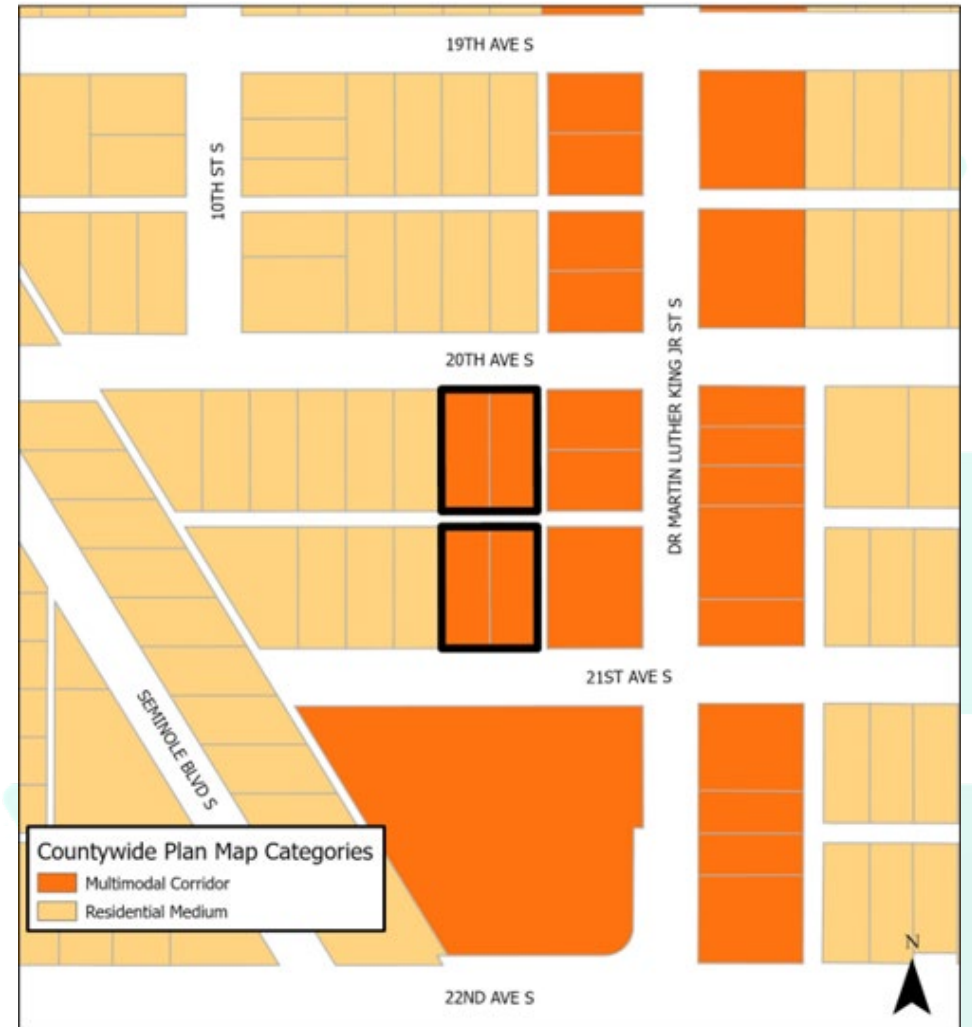 19TH AVE S
10TH ST S
20TH AVE S
DR MARTIN LUTHER KING JR ST S
21ST AVE S
SEMINOLE BLVD S
Countywide Plan Map Categories
Multimodal Corridor
Residential Medium
N
22ND AVE S